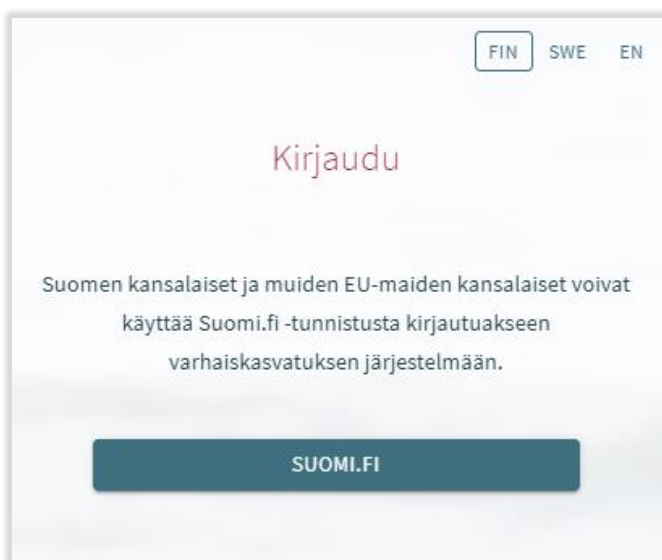 FIN SWE EN
Kirjaudu
Suomen kansalaiset ja muiden EU-maiden kansalaiset voivat
käyttää Suomi.fi -tunnistusta kirjautuakseen
varhaiskasvatuksen järjestelmään.
SUOMI.FI